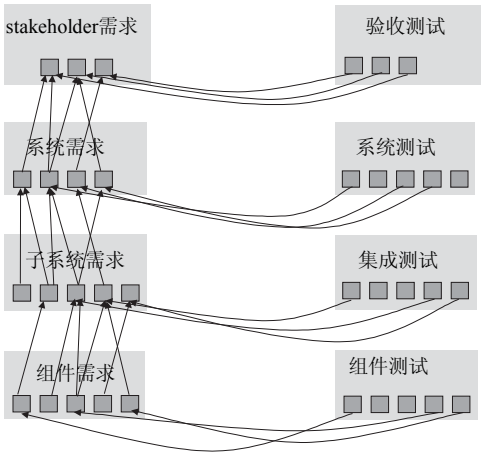 stakeholder需求
验收测试
系统需求
系统测试
子系统需求
集成测试
组件需求
组件测试